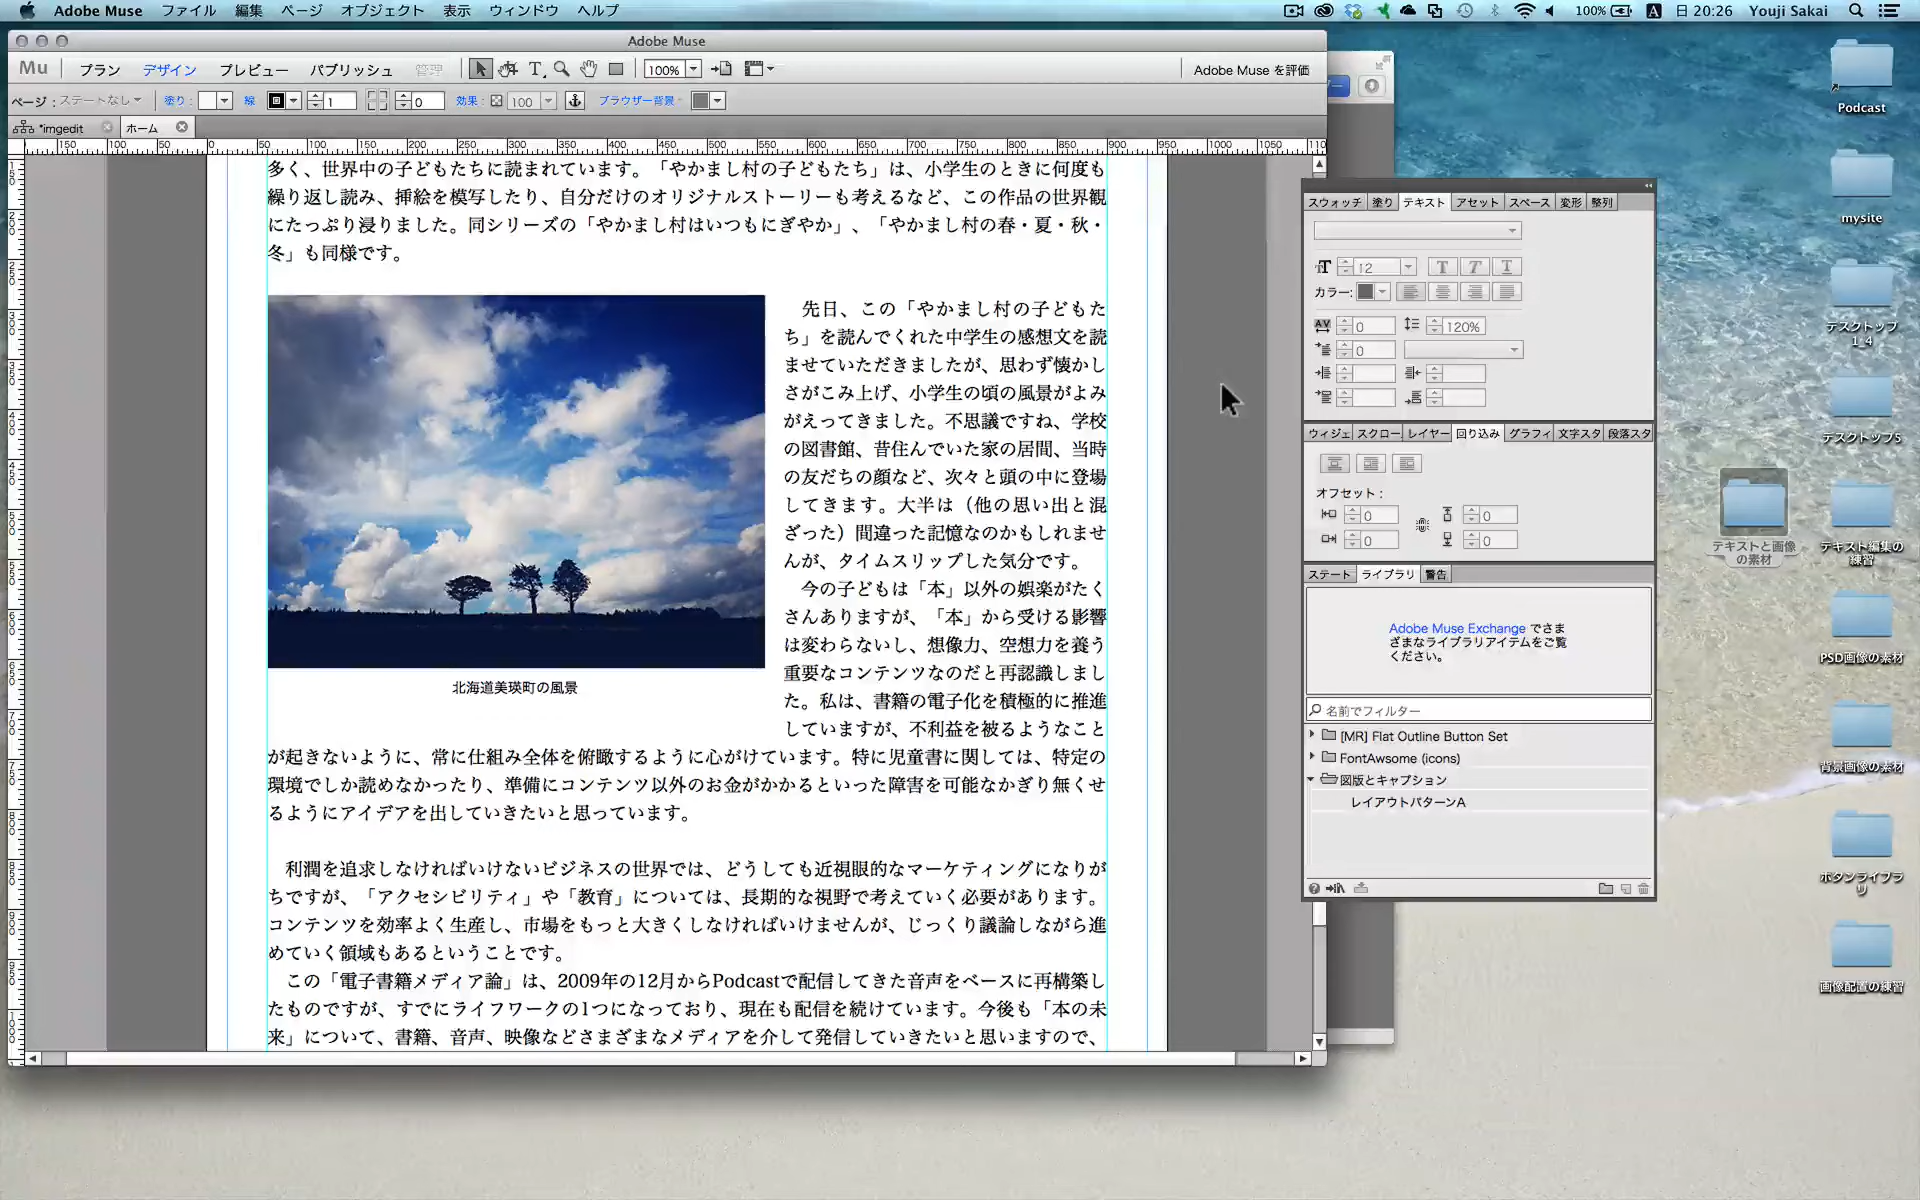 Adobe Muse ファイル 編集 ページ オブジェクト 表示 ウィンドウ ヘルプ
100% A 日 20:26 Youji Sakai
Adobe Muse
Mu プラン デザイン プレビュー パブリッシュ 管理 T 100% Adobe Muse を評価
ページ : ステートなし 塗り : 線 1 0 効果 : 100 ブラウザー背景
*imgedit ホーム
150 100 50 0 50 100 150 200 250 300 350 400 450 500 550 600 650 700 750 800 850 900 950 1000 1050 110
多く、世界中の子どもたちに読まれています。「やかまし村の子どもたち」は、小学生のときに何度も
繰り返し読み、挿絵を模写したり、自分だけのオリジナルストーリーも考えるなど、この作品の世界観
にたっぷり浸りました。同シリーズの「やかまし村はいつもにぎやか」、「やかまし村の春・夏・秋・
冬」も同様です。
先日、この「やかまし村の子どもた
ち」を読んでくれた中学生の感想文を読
ませていただきましたが、思わず懐かし
さがこみ上げ、小学生の頃の風景がよみ
がえってきました。不思議ですね、学校
の図書館、昔住んでいた家の居間、当時
の友だちの顔など、次々と頭の中に登場
してきます。大半は（他の思い出と混
ざった）間違った記憶なのかもしれませ
んが、タイムスリップした気分です。
今の子どもは「本」以外の娯楽がたく
さんありますが、「本」から受ける影響
は変わらないし、想像力、空想力を養う
重要なコンテンツなのだと再認識しまし
た。私は、書籍の電子化を積極的に推進
していますが、不利益を被るようなこと
北海道美瑛町の風景
が起きないように、常に仕組み全体を俯瞰するように心がけています。特に児童書に関しては、特定の
環境でしか読めなかったり、準備にコンテンツ以外のお金がかかるといった障害を可能なかぎり無くせ
るようにアイデアを出していきたいと思っています。
利潤を追求しなければいけないビジネスの世界では、どうしても近視眼的なマーケティングになりが
ちですが、「アクセシビリティ」や「教育」については、長期的な視野で考えていく必要があります。
コンテンツを効率よく生産し、市場をもっと大きくしなければいけませんが、じっくり議論しながら進
めていく領域もあるということです。
この「電子書籍メディア論」は、2009年の12月からPodcastで配信してきた音声をベースに再構築し
たものですが、すでにライフワークの1つになっており、現在も配信を続けています。今後も「本の未
来」について、書籍、音声、映像などさまざまなメディアを介して発信していきたいと思いますので、
スウォッチ 塗り テキスト アセット スペース 変形 整列
12 T T T
カラー:
AV 0 120%
0
ウィジェ スクロー レイヤー 回り込み グラフィ 文字スタ 段落スタ
オフセット :
0 0
0 0
ステート ライブラリ 警告
Adobe Muse Exchange でさま
ざまなライブラリアイテムをご覧
ください。
名前でフィルター
[MR] Flat Outline Button Set
FontAwsome (icons)
図版とキャプション
レイアウトパターンA
テキストと画像
の素材
Podcast
mysite
デスクトップ
1_4
デスクトップ5
テキスト編集の
練習
PSD画像の素材
背景画像の素材
ボタンライブラ
リ
画像配置の練習